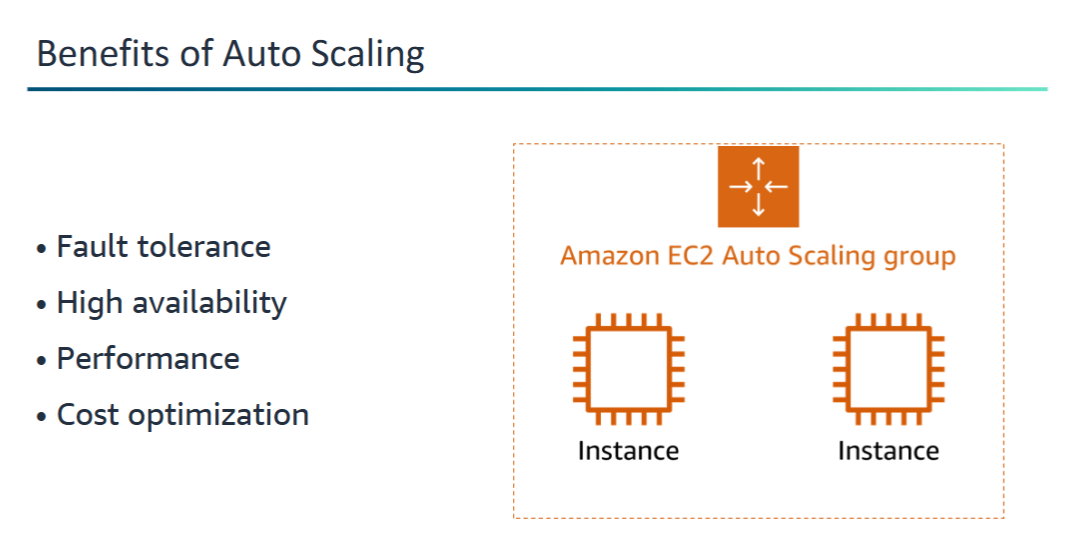 Benefits of Auto Scaling
• Fault tolerance
• High availability
• Performance
• Cost optimization
Amazon EC2 Auto Scaling group
Instance
Instance